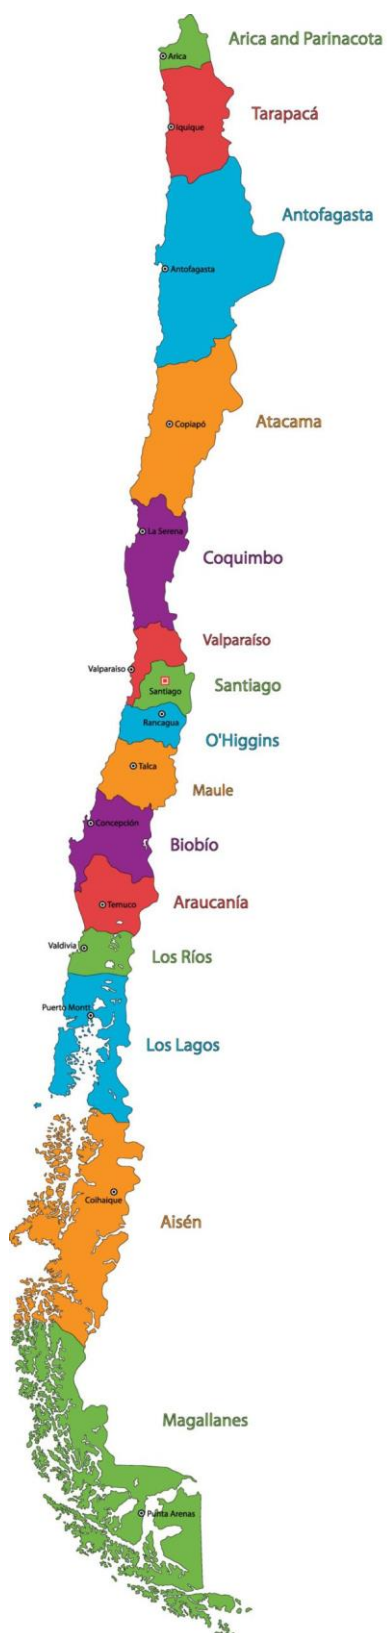 Arica and Parinacota
Arica
Tarapacá
Iquique
Antofagasta
Antofagasta
Atacama
Copiapó
La Serena
Coquimbo
Valparaíso
Valparaíso
Santiago
Santiago
Rancagua
O'Higgins
Talca
Maule
Concepción
Biobío
Araucanía
Temuco
Valdivia
Los Ríos
Puerto Montt
Los Lagos
Coihaique
Aisén
Magallanes
Punta Arenas